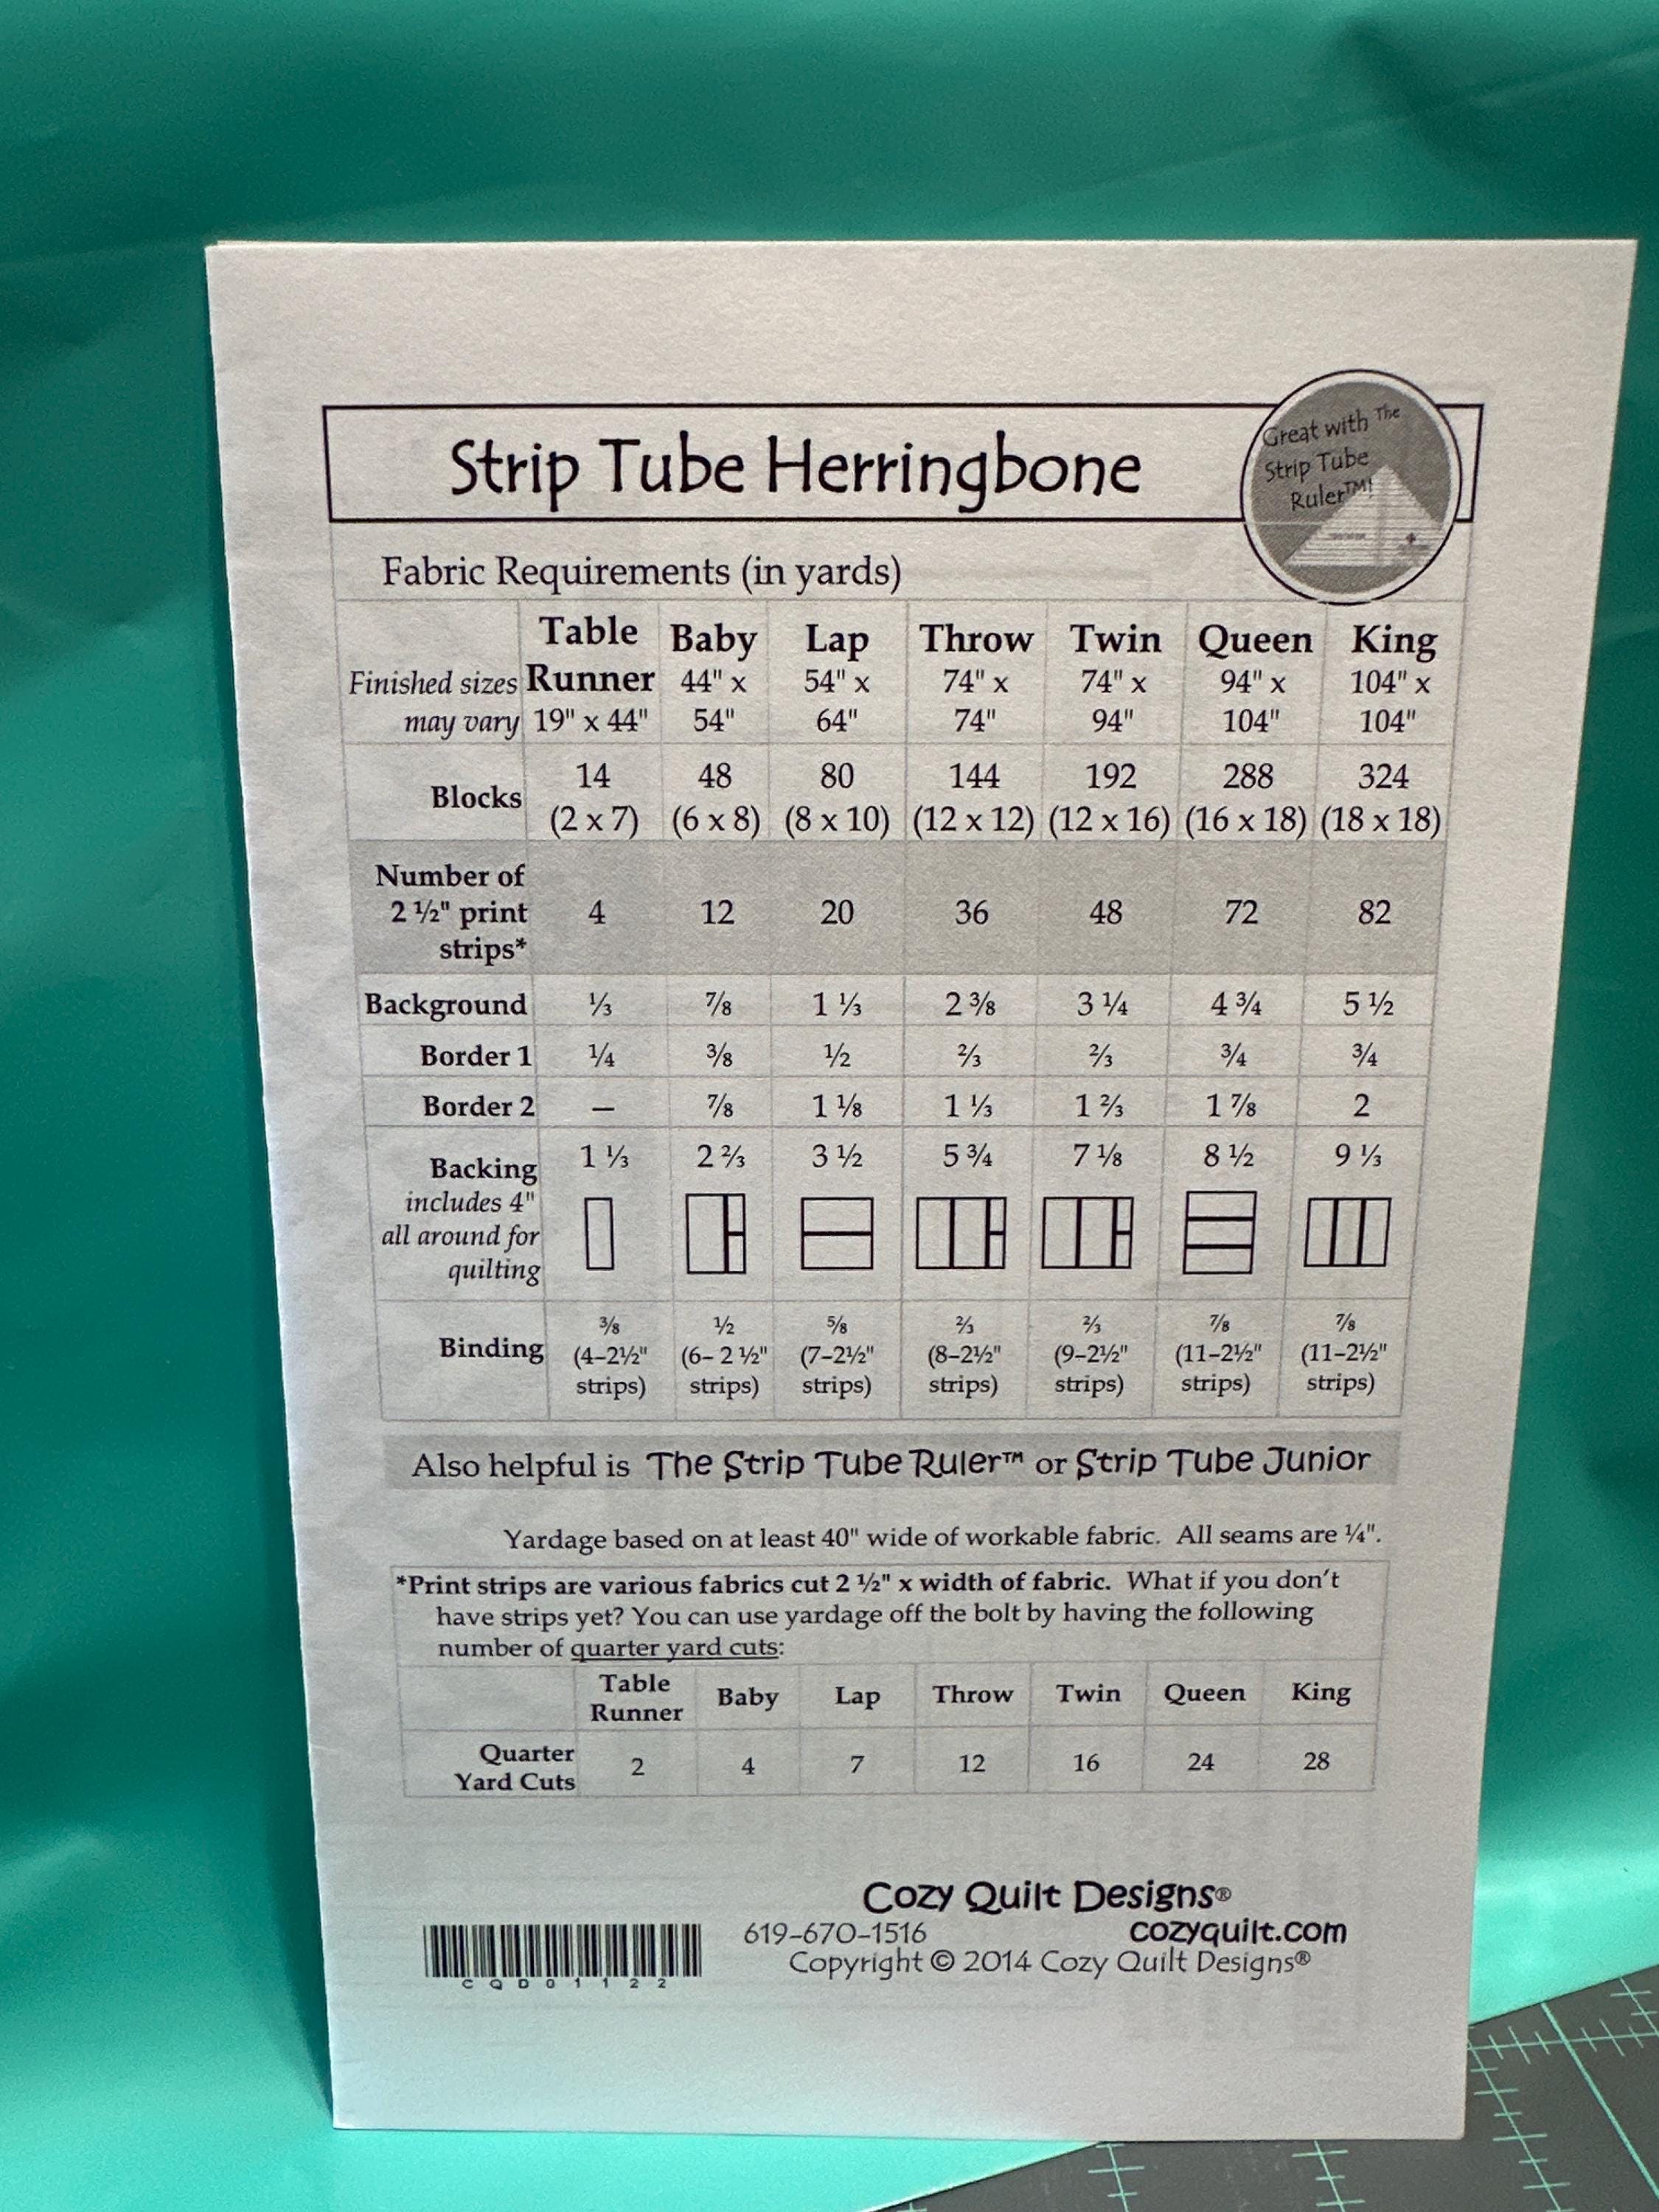 Strip Tube Herringbone
Great with The
Strip Tube
Ruler™!
Fabric Requirements (in yards)
Table Baby Lap Throw Twin Queen King
Finished sizes Runner 44" x 54" x 74" x 74" x 94" x 104" x
may vary 19" x 44" 54" 64" 74" 94" 104" 104"
14 48 80 144 192 288 324
Blocks
(2 x 7) (6 x 8) (8 x 10) (12 x 12) (12 x 16) (16 x 18) (18 x 18)
Number of
2 ½" print 4 12 20 36 48 72 82
strips*
Background ⅓ ⅞ 1 ⅓ 2 ⅜ 3 ¼ 4 ¾ 5 ½
Border 1 ¼ ⅜ ½ ⅔ ⅔ ¾ ¾
Border 2 — ⅞ 1 ⅛ 1 ⅓ 1 ⅔ 1 ⅞ 2
Backing 1 ⅓ 2 ⅔ 3 ½ 5 ¾ 7 ⅛ 8 ½ 9 ⅓
includes 4"
all around for
quilting
⅜ ½ ⅝ ⅔ ⅔ ⅞ ⅞
Binding (4–2½" (6– 2 ½" (7–2½" (8–2½" (9–2½" (11–2½" (11–2½"
strips) strips) strips) strips) strips) strips) strips)
Also helpful is The Strip Tube Ruler™ or Strip Tube Junior
Yardage based on at least 40" wide of workable fabric. All seams are ¼".
*Print strips are various fabrics cut 2 ½" x width of fabric. What if you don't
have strips yet? You can use yardage off the bolt by having the following
number of quarter yard cuts:
Table
Runner Baby Lap Throw Twin Queen King
Quarter
Yard Cuts 2 4 7 12 16 24 28
Cozy Quilt Designs®
619-670-1516 cozyquilt.com
Copyright © 2014 Cozy Quilt Designs®
CQD01122